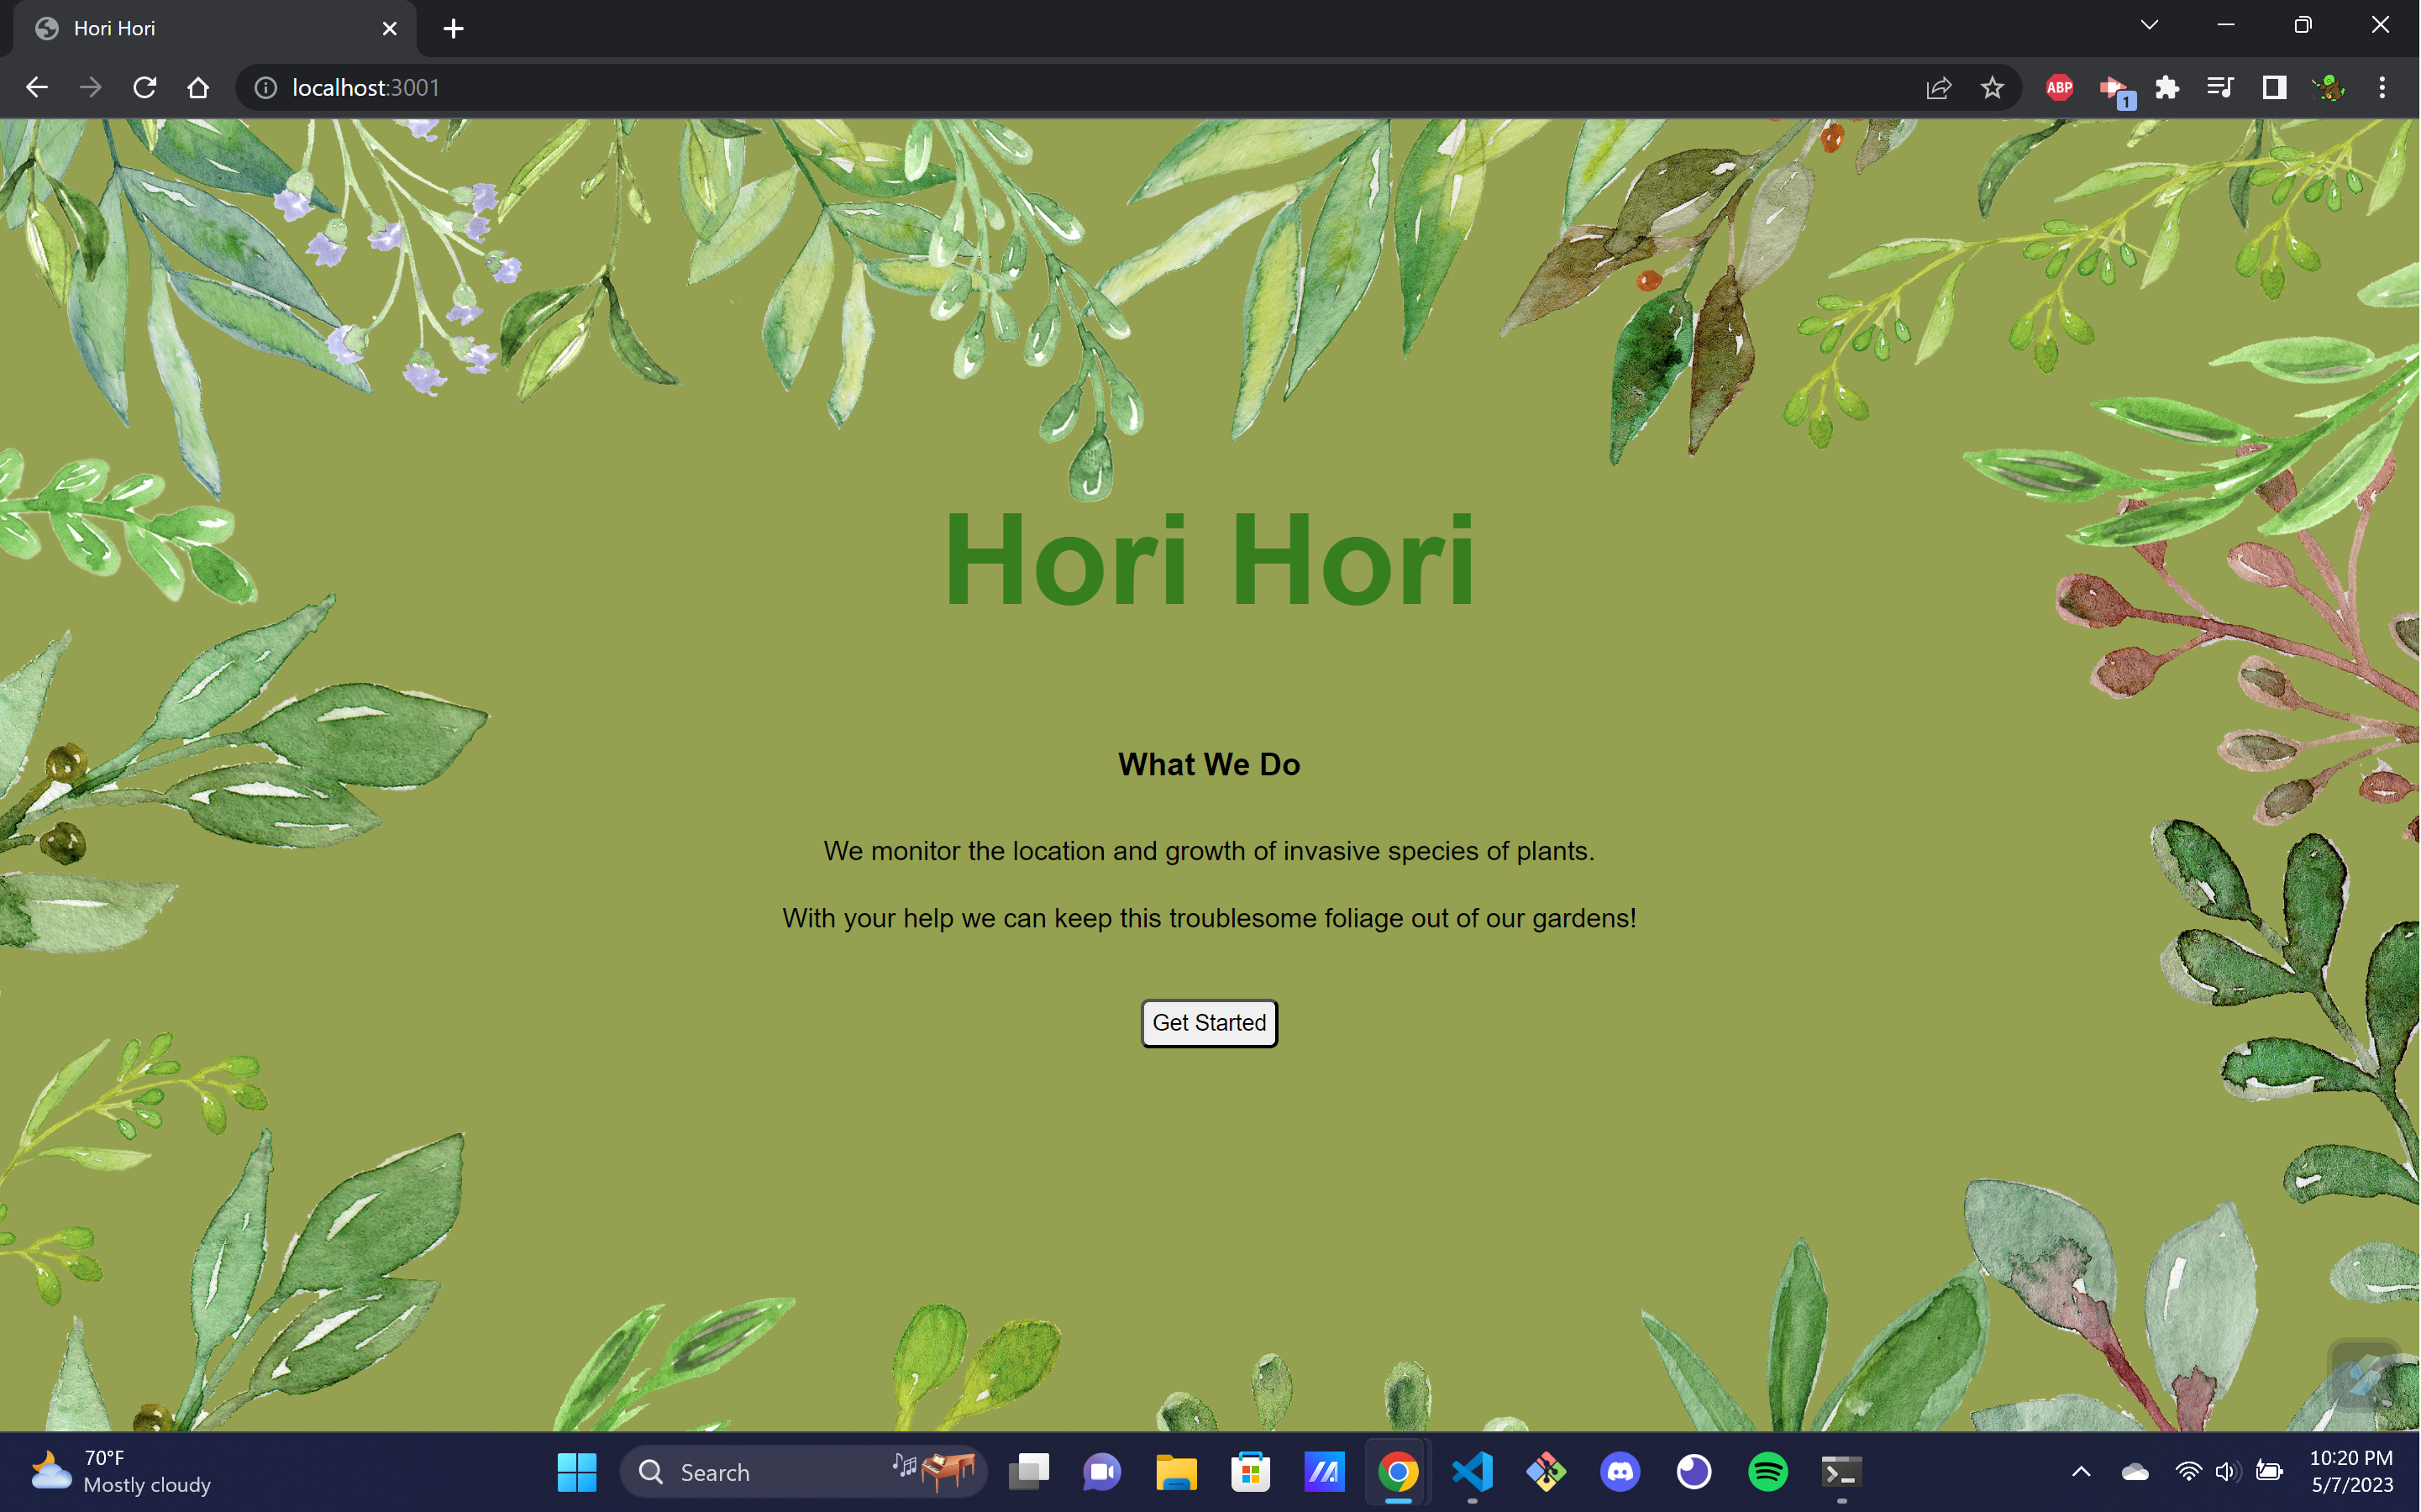 Hori Hori
localhost:3001
ABP
1
Hori Hori
What We Do
We monitor the location and growth of invasive species of plants.
With your help we can keep this troublesome foliage out of our gardens!
Get Started
70°F
Mostly cloudy
Search
10:20 PM
5/7/2023